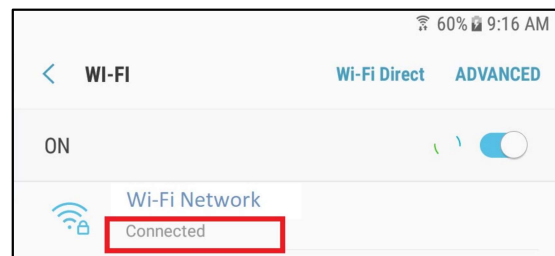 60% 9:16 AM
< WI-FI Wi-Fi Direct ADVANCED
ON
Wi-Fi Network
Connected